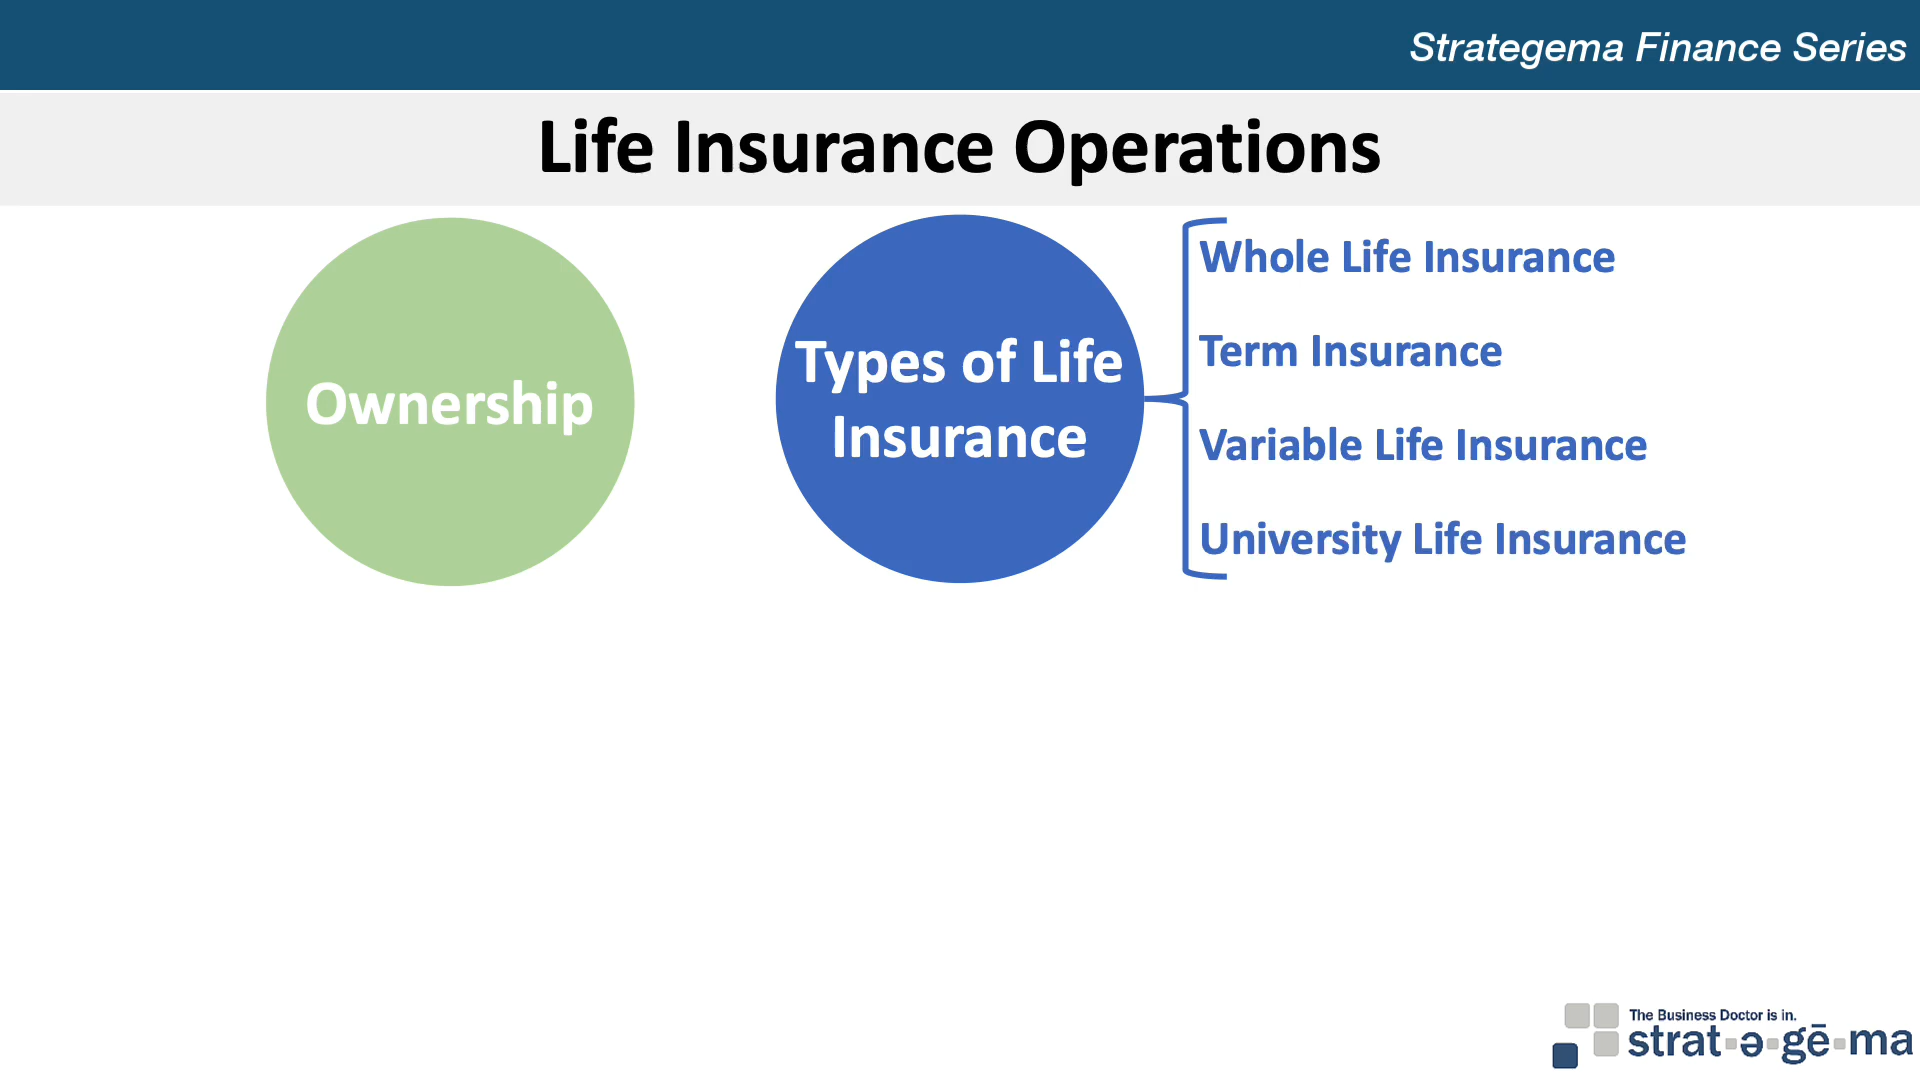 Strategema Finance Series
Life Insurance Operations
Ownership
Types of Life
Insurance
Whole Life Insurance
Term Insurance
Variable Life Insurance
University Life Insurance
The Business Doctor is in.
strat-ə-gē-ma